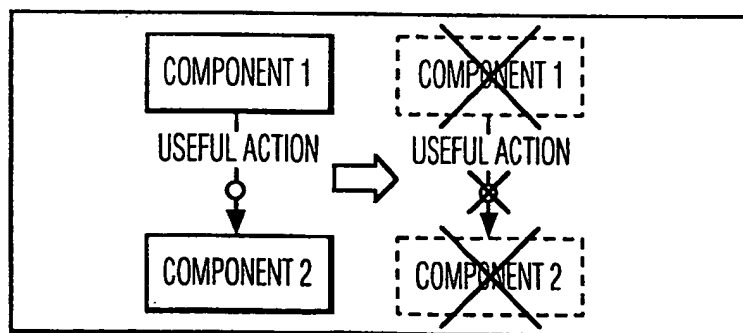 COMPONENT 1
COMPONENT 1
USEFUL ACTION
USEFUL ACTION
COMPONENT 2
COMPONENT 2